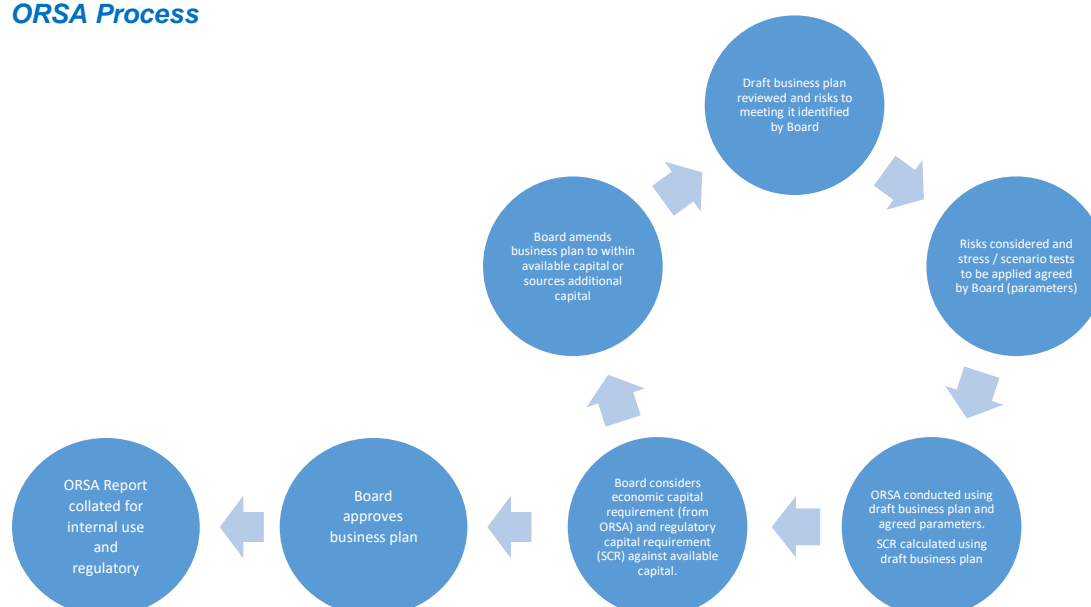 ORSA Process
Draft business plan
reviewed and risks to
meeting it identified
by Board
Risks considered and
stress / scenario tests
to be applied agreed
by Board (parameters)
ORSA conducted using
draft business plan and
agreed parameters.
SCR calculated using
draft business plan
Board considers
economic capital
requirement (from
ORSA) and regulatory
capital requirement
(SCR) against available
capital.
Board amends
business plan to within
available capital or
sources additional
capital
Board
approves
business plan
ORSA Report
collated for
internal use
and
regulatory